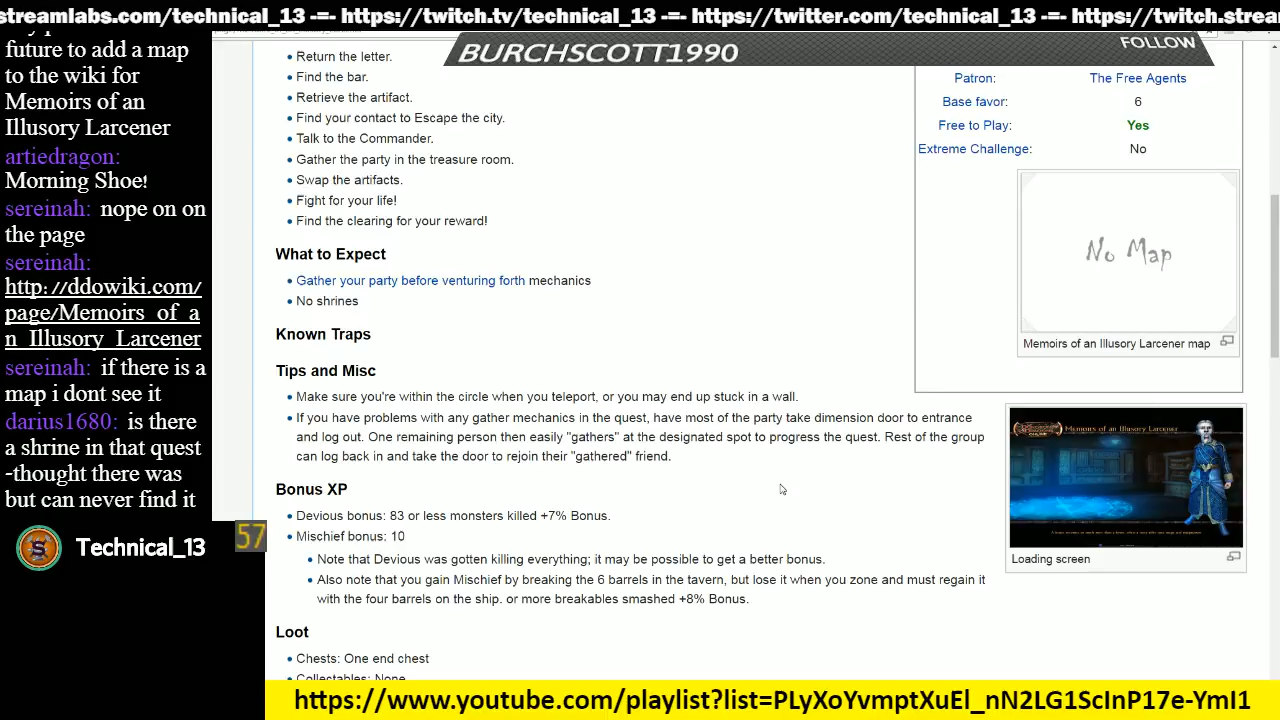 streamlabs.com/technical_13 -=- https://twitch.tv/technical_13 -=- https://twitter.com/technical_13 -=- https://twitch.strea
future to add a map
to the wiki for
Memoirs of an
Illusory Larcener
artiedragon:
Morning Shoe!
sereinah: nope on on
the page
sereinah:
http://ddowiki.com/
page/Memoirs_of_a
n_Illusory_Larcener
sereinah: if there is a
map i dont see it
darius1680: is there
a shrine in that quest
-thought there was
but can never find it
Technical_13
57
BURCHSCOTT1990
FOLLOW
Return the letter.
Find the bar.
Retrieve the artifact.
Find your contact to Escape the city.
Talk to the Commander.
Gather the party in the treasure room.
Swap the artifacts.
Fight for your life!
Find the clearing for your reward!
What to Expect
Gather your party before venturing forth mechanics
No shrines
Known Traps
Tips and Misc
Make sure you're within the circle when you teleport, or you may end up stuck in a wall.
If you have problems with any gather mechanics in the quest, have most of the party take dimension door to entrance
and log out. One remaining person then easily "gathers" at the designated spot to progress the quest. Rest of the group
can log back in and take the door to rejoin their "gathered" friend.
Bonus XP
Devious bonus: 83 or less monsters killed +7% Bonus.
Mischief bonus: 10
Note that Devious was gotten killing everything; it may be possible to get a better bonus.
Also note that you gain Mischief by breaking the 6 barrels in the tavern, but lose it when you zone and must regain it
with the four barrels on the ship. or more breakables smashed +8% Bonus.
Loot
Chests: One end chest
Collectables: None
Patron: The Free Agents
Base favor: 6
Free to Play: Yes
Extreme Challenge: No
No Map
Memoirs of an Illusory Larcener map
Memoirs of an Illusory Larcener
Loading screen
https://www.youtube.com/playlist?list=PLyXoYvmptXuEl_nN2LG1ScInP17e-YmI1